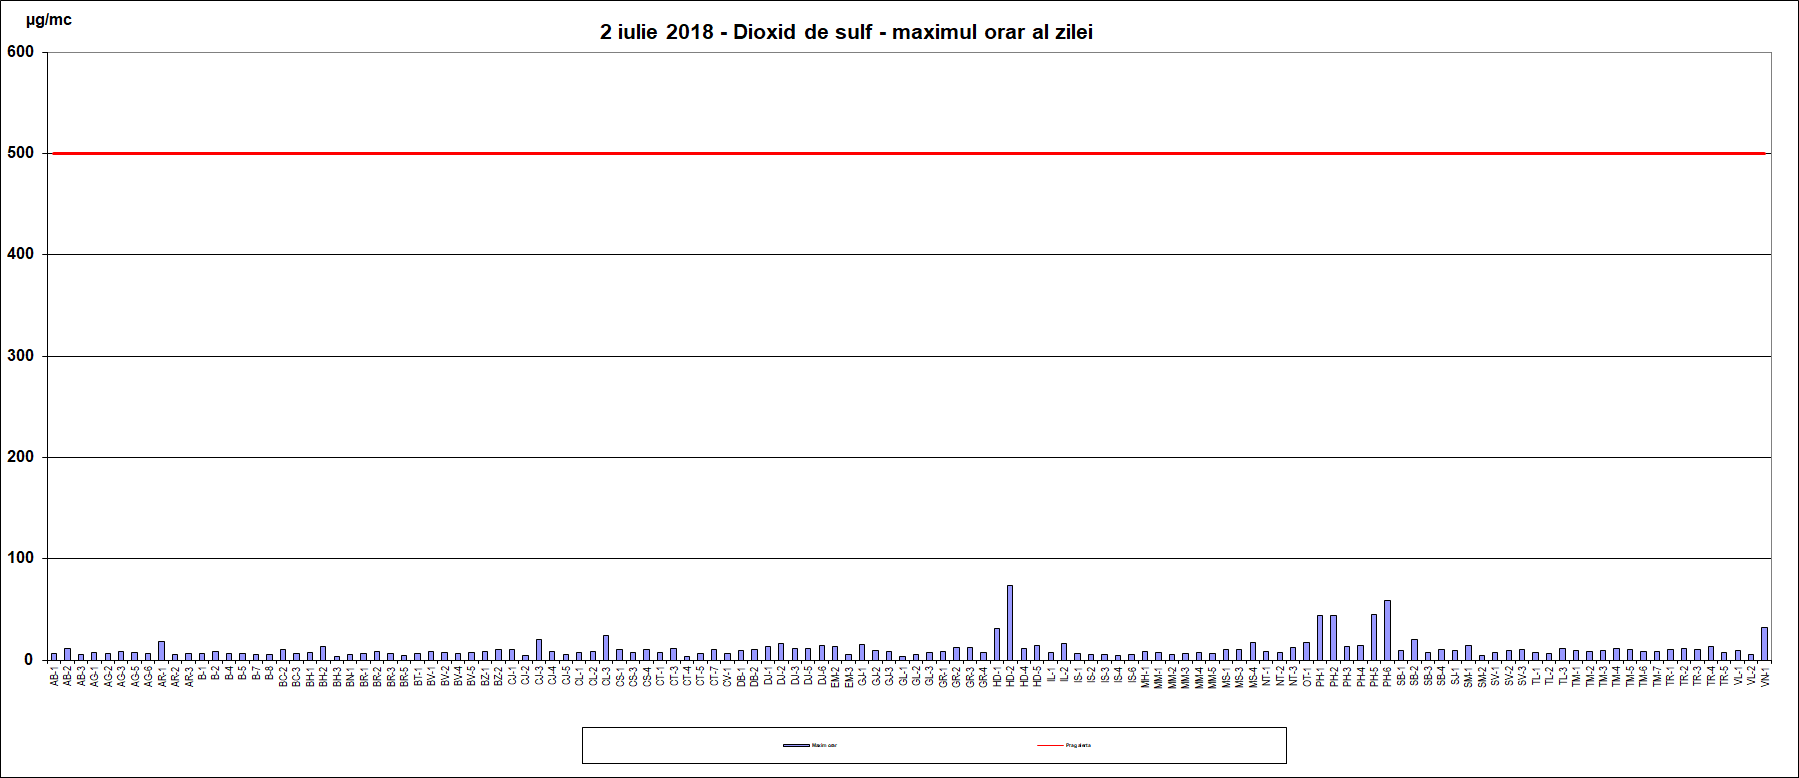 µg/mc
2 iulie 2018 - Dioxid de sulf - maximul orar al zilei
600
500
400
300
200
100
0
AB-1 AB-2 AB-3 AG-1 AG-2 AG-3 AG-5 AG-6 AR-1 AR-2 AR-3 B-1 B-2 B-4 B-5 B-7 B-8 BC-2 BC-3 BH-1 BH-2 BH-3 BN-1 BR-1 BR-2 BR-3 BR-5 BT-1 BV-1 BV-2 BV-4 BV-5 BZ-1 BZ-2 CJ-1 CJ-2 CJ-3 CJ-4 CJ-5 CL-1 CL-2 CL-3 CS-1 CS-3 CS-4 CT-1 CT-3 CT-4 CT-5 CT-7 CV-1 DB-1 DB-2 DJ-1 DJ-2 DJ-3 DJ-5 DJ-6 EM-2 EM-3 GJ-1 GJ-2 GJ-3 GL-1 GL-2 GL-3 GR-1 GR-2 GR-3 GR-4 HD-1 HD-2 HD-4 HD-5 IL-1 IL-2 IS-1 IS-2 IS-3 IS-4 IS-6 MH-1 MM-1 MM-2 MM-3 MM-4 MM-5 MS-1 MS-3 MS-4 NT-1 NT-2 NT-3 OT-1 PH-1 PH-2 PH-3 PH-4 PH-5 PH-6 SB-1 SB-2 SB-3 SB-4 SJ-1 SM-1 SM-2 SV-1 SV-2 SV-3 TL-1 TL-2 TL-3 TM-1 TM-2 TM-3 TM-4 TM-5 TM-6 TM-7 TR-1 TR-2 TR-3 TR-4 TR-5 VL-1 VL-2 VN-1
Maxim orar Prag alerta